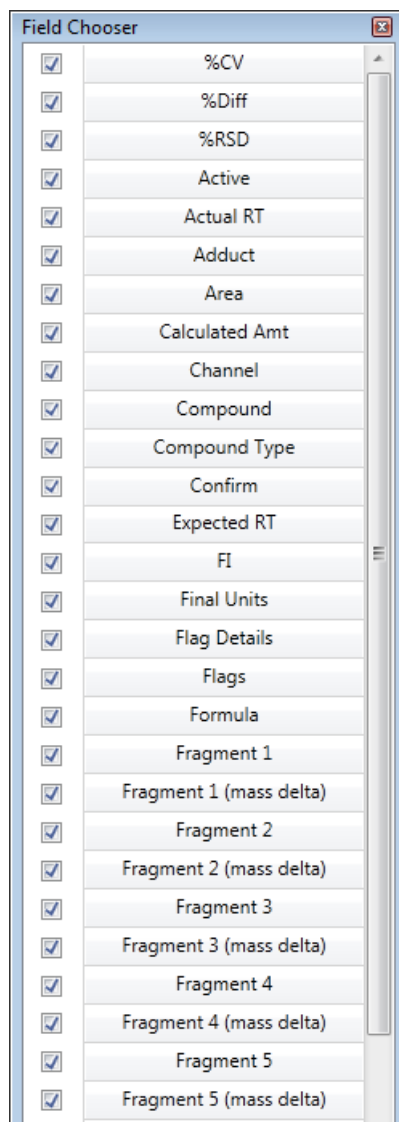 Field Chooser
%CV
%Diff
%RSD
Active
Actual RT
Adduct
Area
Calculated Amt
Channel
Compound
Compound Type
Confirm
Expected RT
FI
Final Units
Flag Details
Flags
Formula
Fragment 1
Fragment 1 (mass delta)
Fragment 2
Fragment 2 (mass delta)
Fragment 3
Fragment 3 (mass delta)
Fragment 4
Fragment 4 (mass delta)
Fragment 5
Fragment 5 (mass delta)